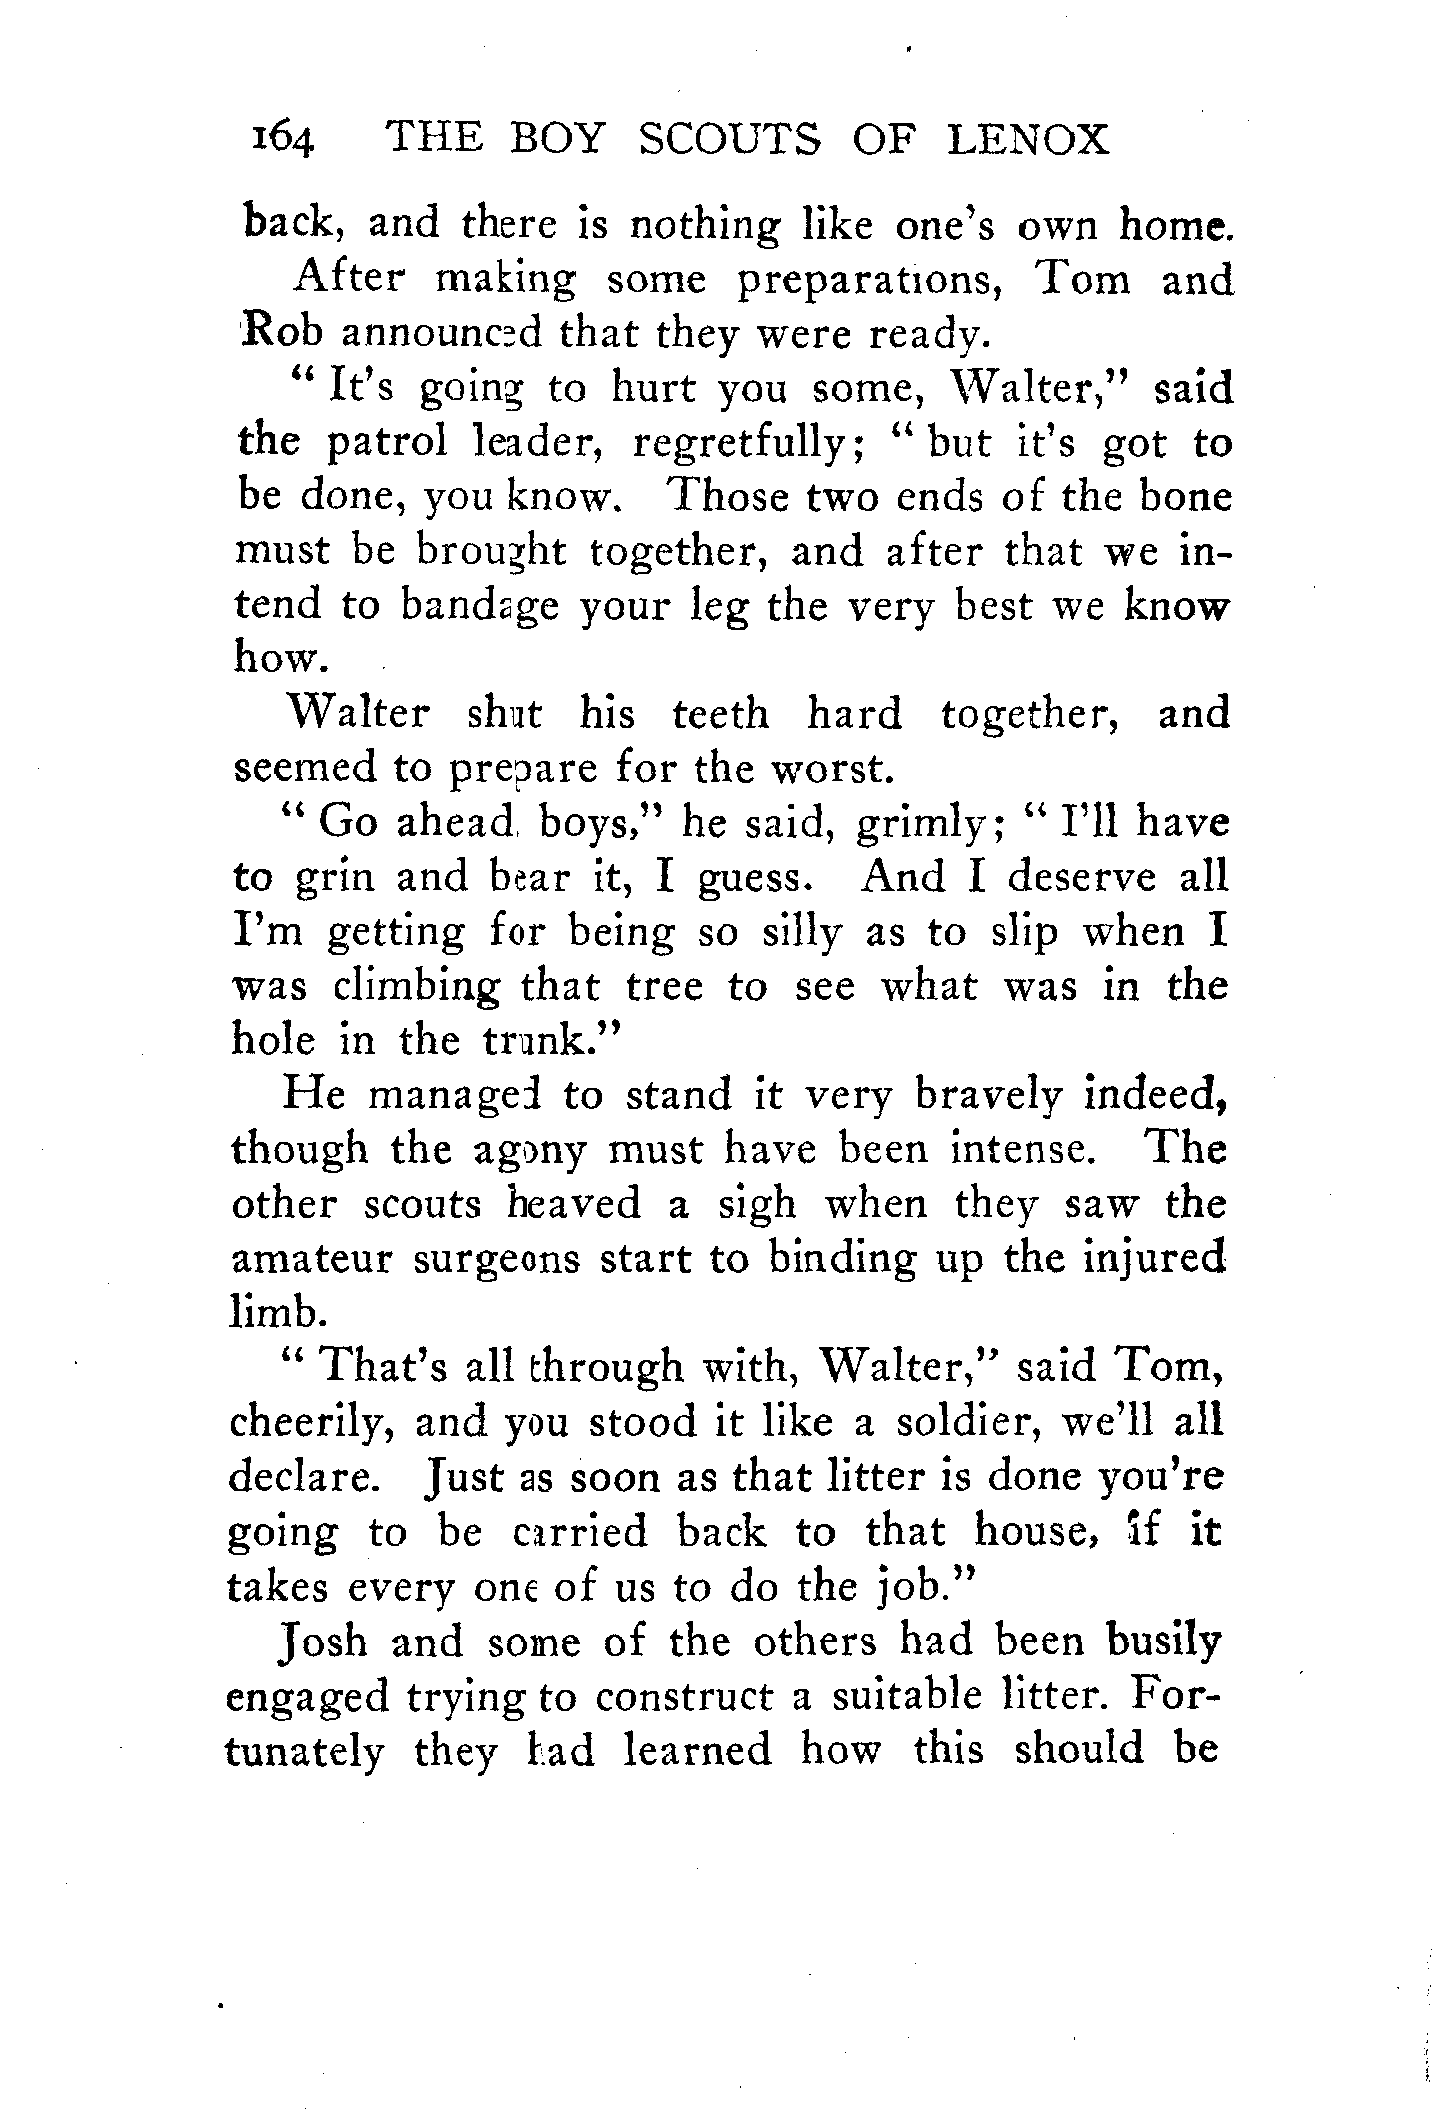 164 THE BOY SCOUTS OF LENOX
back, and there is nothing like one's own home.
After making some preparations, Tom and
Rob announced that they were ready.
" It's going to hurt you some, Walter," said
the patrol leader, regretfully; " but it's got to
be done, you know. Those two ends of the bone
must be brought together, and after that we in-
tend to bandage your leg the very best we know
how.
Walter shut his teeth hard together, and
seemed to prepare for the worst.
" Go ahead, boys," he said, grimly; " I'll have
to grin and bear it, I guess. And I deserve all
I'm getting for being so silly as to slip when I
was climbing that tree to see what was in the
hole in the trunk."
He managed to stand it very bravely indeed,
though the agony must have been intense. The
other scouts heaved a sigh when they saw the
amateur surgeons start to binding up the injured
limb.
" That's all through with, Walter," said Tom,
cheerily, and you stood it like a soldier, we'll all
declare. Just as soon as that litter is done you're
going to be carried back to that house, if it
takes every one of us to do the job."
Josh and some of the others had been busily
engaged trying to construct a suitable litter. For-
tunately they had learned how this should be